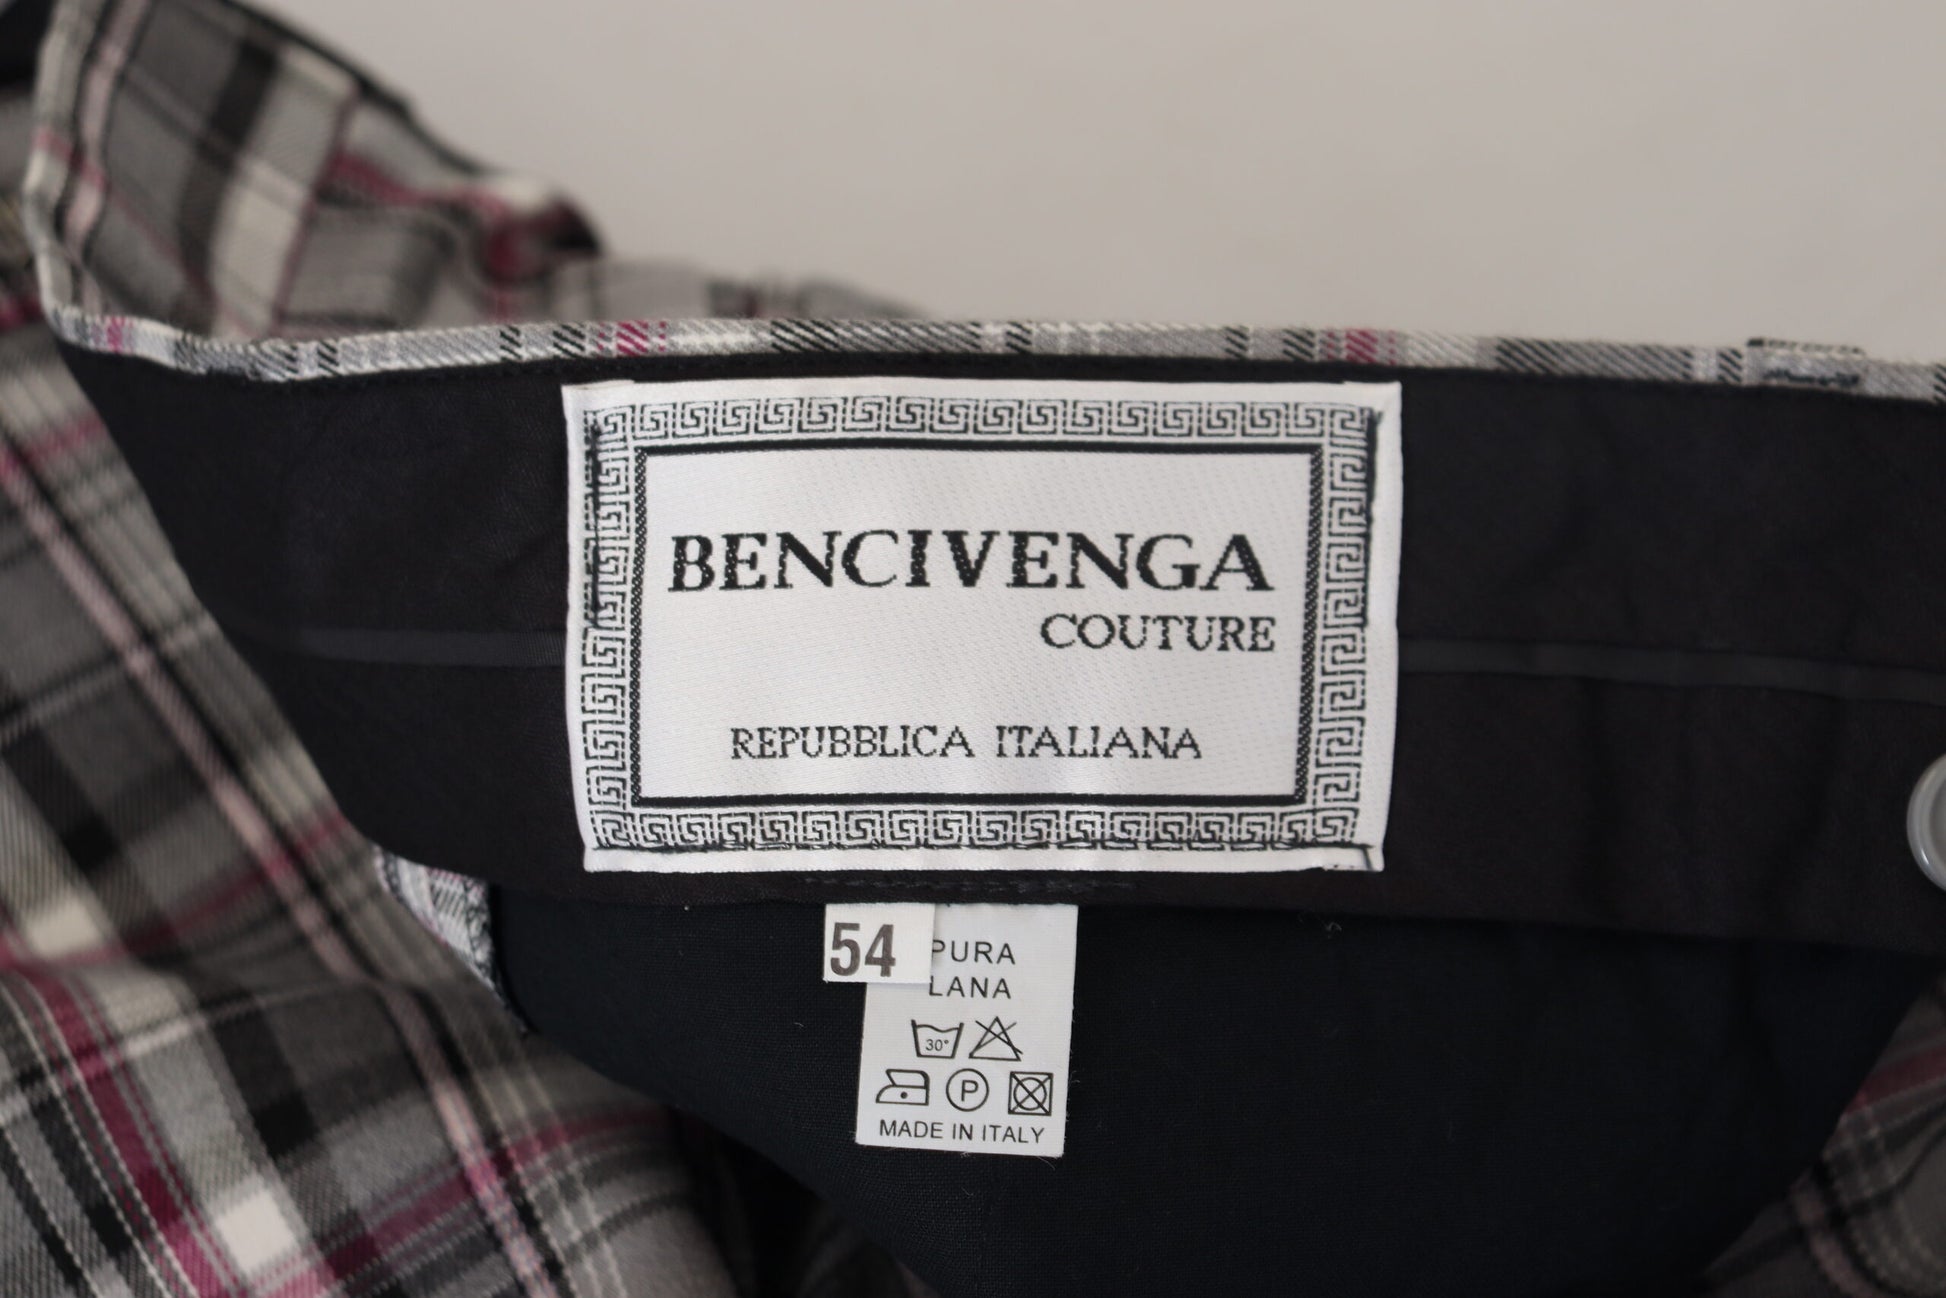 BENCIVENGA
COUTURE
REPUBBLICA ITALIANA
54
PURA
LANA
30°
P
MADE IN ITALY